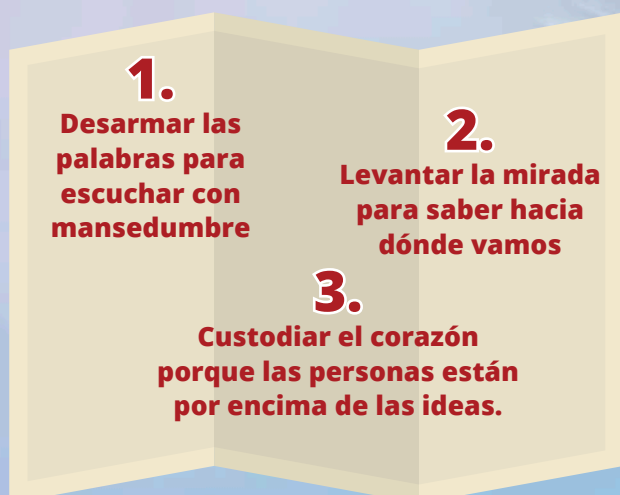 1.
Desarmar las
palabras para
escuchar con
mansedumbre
2.
Levantar la mirada
para saber hacia
dónde vamos
3.
Custodiar el corazón
porque las personas están
por encima de las ideas.